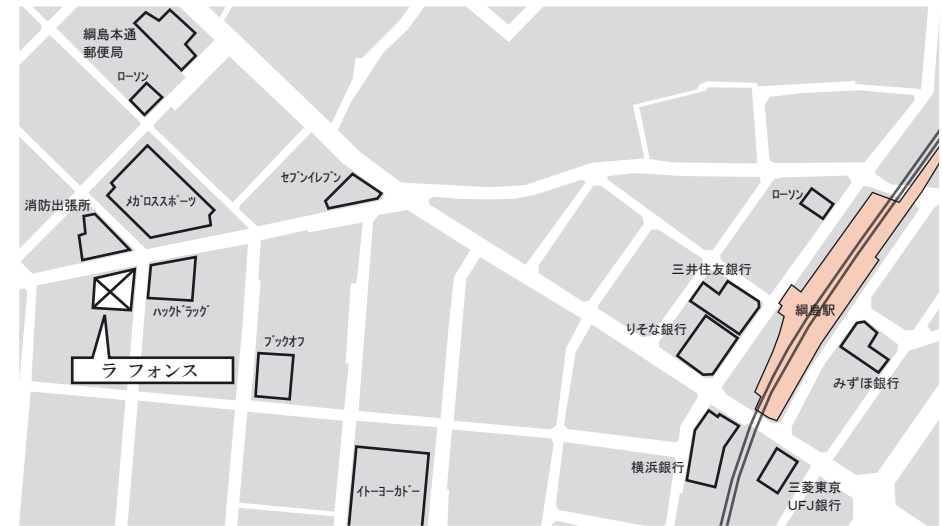 綱島本通
郵便局
ﾛｰｿﾝ
ｾﾌﾞﾝｲﾚﾌﾞﾝ
ﾒｶﾞﾛｽｽﾎﾟｰﾂ
消防出張所
ﾛｰｿﾝ
三井住友銀行
ﾊｯｸﾄﾞﾗｯｸﾞ
綱島駅
りそな銀行
ﾌﾞｯｸｵﾌ
ラ フォンス
みずほ銀行
横浜銀行
ｲﾄｰﾖｰｶﾄﾞｰ
三菱東京
UFJ銀行